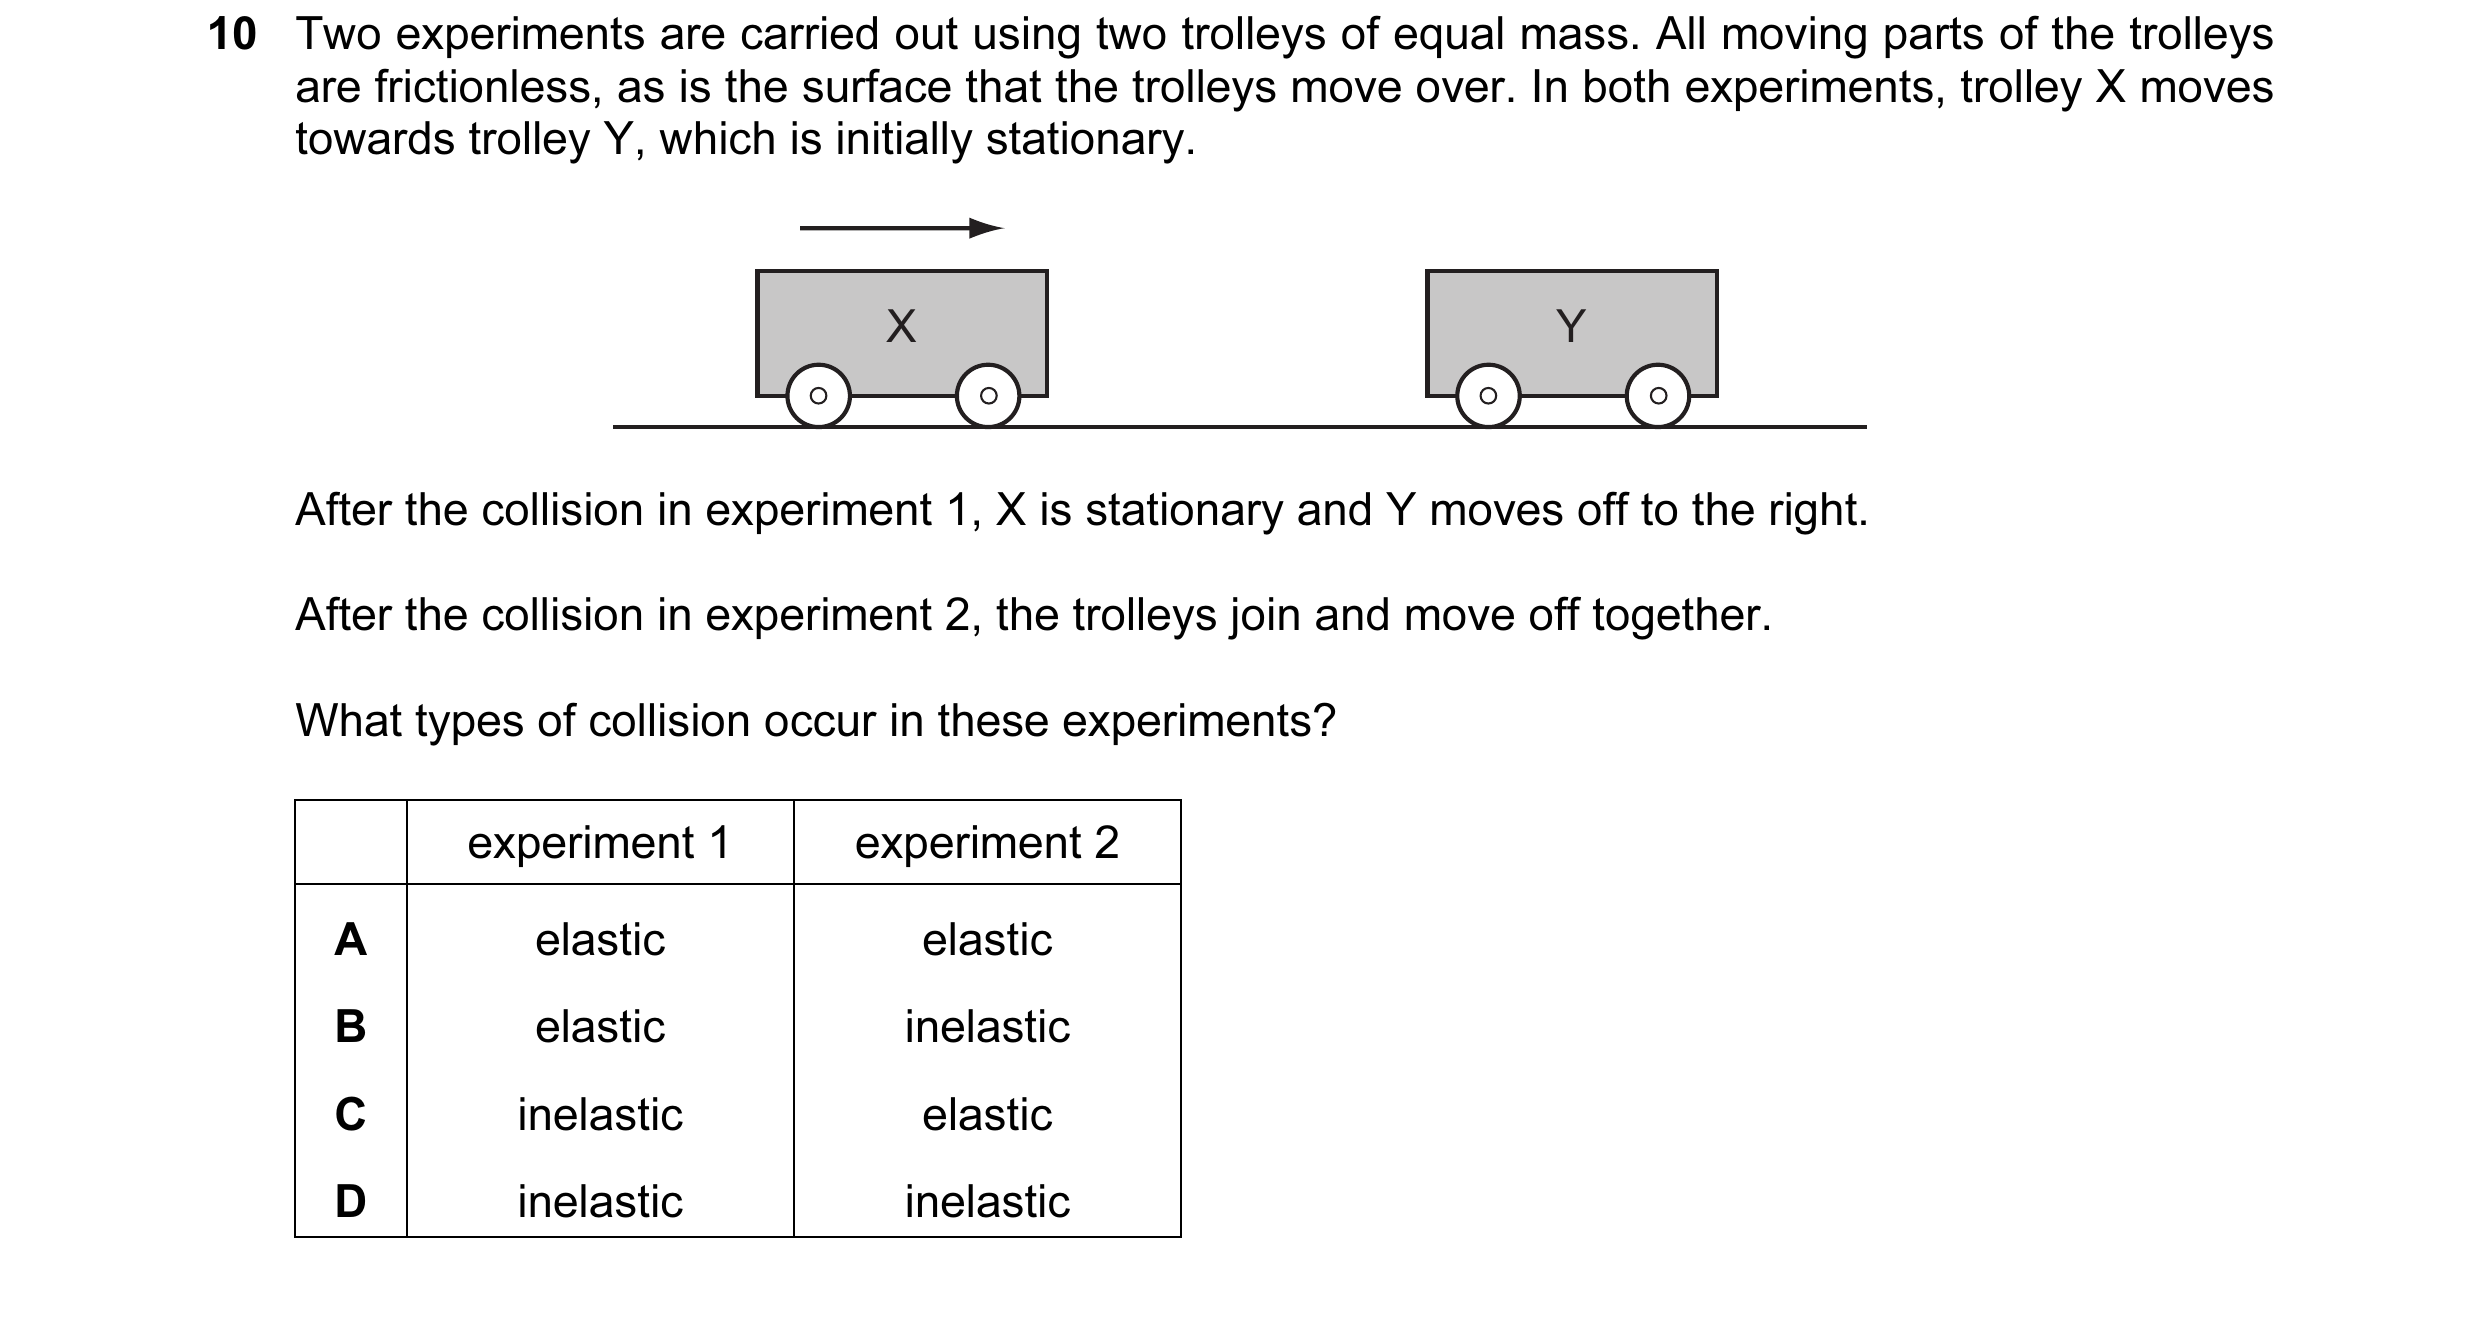 10 Two experiments are carried out using two trolleys of equal mass. All moving parts of the trolleys
are frictionless, as is the surface that the trolleys move over. In both experiments, trolley X moves
towards trolley Y, which is initially stationary.
X Y
After the collision in experiment 1, X is stationary and Y moves off to the right.
After the collision in experiment 2, the trolleys join and move off together.
What types of collision occur in these experiments?
experiment 1 experiment 2
A elastic elastic
B elastic inelastic
C inelastic elastic
D inelastic inelastic